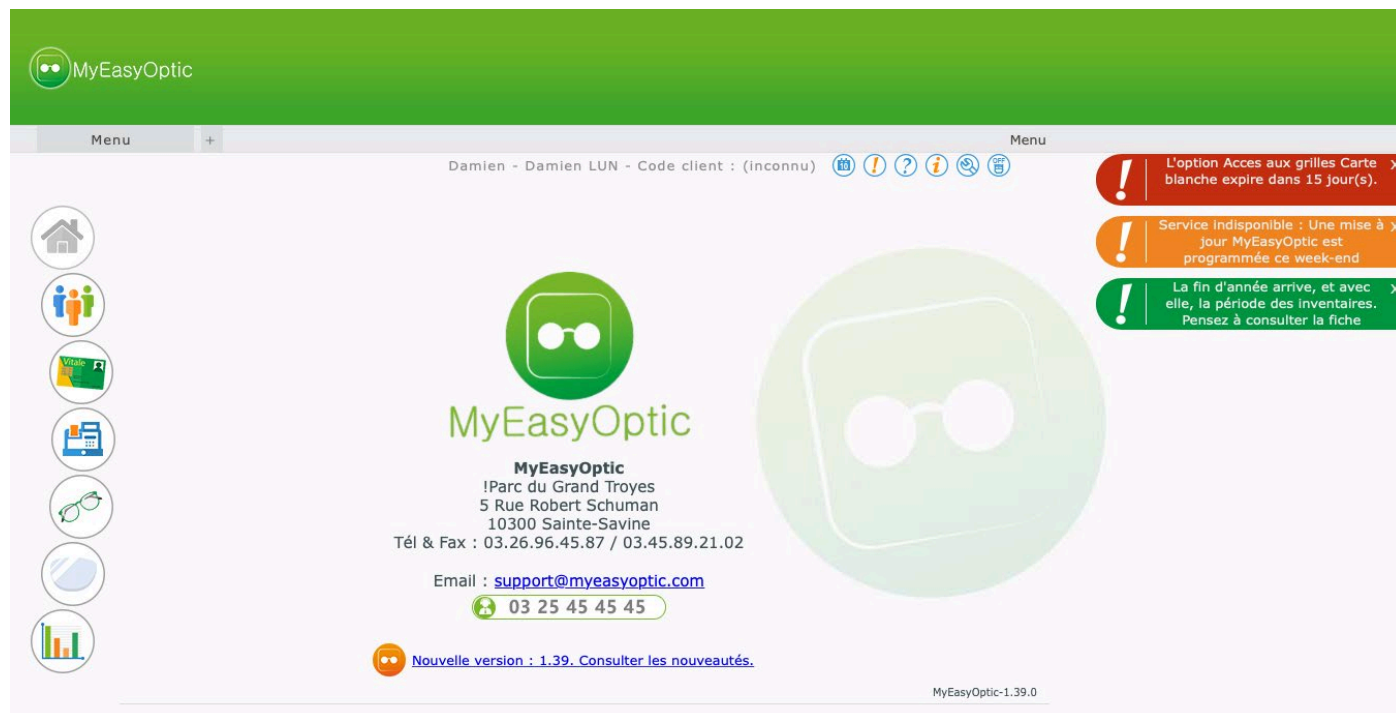 MyEasyOptic
Menu +
Menu
Damien - Damien LUN - Code client : (inconnu)
10
OFF
L'option Acces aux grilles Carte
blanche expire dans 15 jour(s).
Service indisponible : Une mise à
jour MyEasyOptic est
programmée ce week-end
La fin d'année arrive, et avec
elle, la période des inventaires.
Pensez à consulter la fiche
Vitale
MyEasyOptic
MyEasyOptic
!Parc du Grand Troyes
5 Rue Robert Schuman
10300 Sainte-Savine
Tél & Fax : 03.26.96.45.87 / 03.45.89.21.02
Email : support@myeasyoptic.com
03 25 45 45 45
Nouvelle version : 1.39. Consulter les nouveautés.
MyEasyOptic-1.39.0